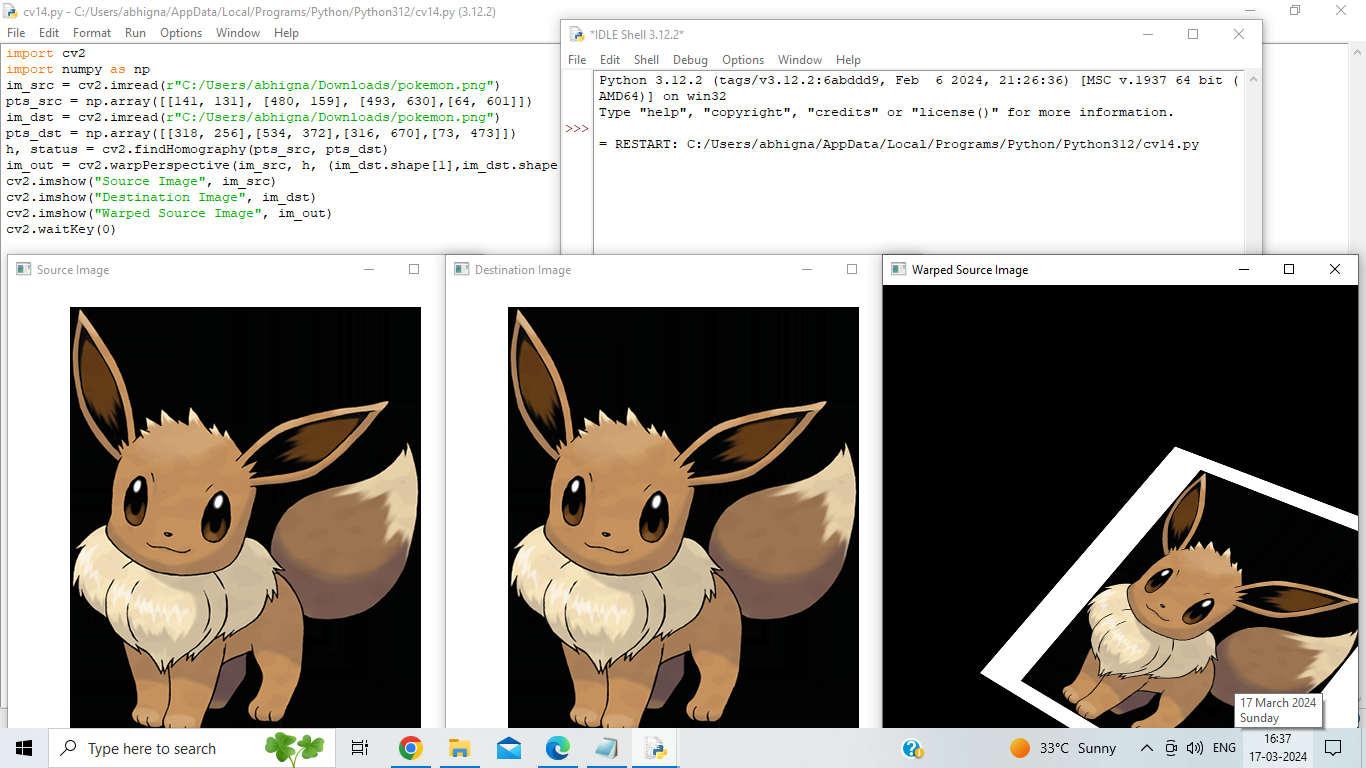 cv14.py - C:/Users/abhigna/AppData/Local/Programs/Python/Python312/cv14.py (3.12.2)
File Edit Format Run Options Window Help
import cv2
import numpy as np
im_src = cv2.imread(r"C:/Users/abhigna/Downloads/pokemon.png")
pts_src = np.array([[141, 131], [480, 159], [493, 630],[64, 601]])
im_dst = cv2.imread(r"C:/Users/abhigna/Downloads/pokemon.png")
pts_dst = np.array([[318, 256],[534, 372],[316, 670],[73, 473]])
h, status = cv2.findHomography(pts_src, pts_dst)
im_out = cv2.warpPerspective(im_src, h, (im_dst.shape[1],im_dst.shape
cv2.imshow("Source Image", im_src)
cv2.imshow("Destination Image", im_dst)
cv2.imshow("Warped Source Image", im_out)
cv2.waitKey(0)
*IDLE Shell 3.12.2*
File Edit Shell Debug Options Window Help
Python 3.12.2 (tags/v3.12.2:6abddd9, Feb  6 2024, 21:26:36) [MSC v.1937 64 bit (
AMD64)] on win32
Type "help", "copyright", "credits" or "license()" for more information.
>>>
= RESTART: C:/Users/abhigna/AppData/Local/Programs/Python/Python312/cv14.py
Source Image
Destination Image
Warped Source Image
17 March 2024
Sunday
Type here to search
33°C Sunny
ENG
16:37
17-03-2024